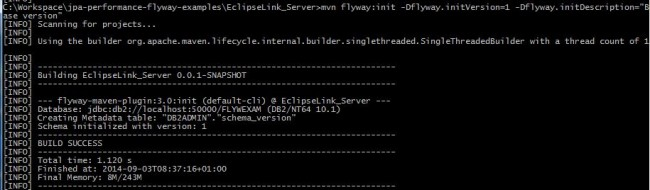 C:\Workspace\jpa-performance-flyway-examples\EclipseLink_Server>mvn flyway:init -Dflyway.initVersion=1 -Dflyway.initDescription="B
ase version"
[INFO] Scanning for projects...
[INFO]
[INFO] Using the builder org.apache.maven.lifecycle.internal.builder.singlethreaded.SingleThreadedBuilder with a thread count of 1
[INFO]
[INFO] ------------------------------------------------------------------------
[INFO] Building EclipseLink_Server 0.0.1-SNAPSHOT
[INFO] ------------------------------------------------------------------------
[INFO]
[INFO] --- flyway-maven-plugin:3.0:init (default-cli) @ EclipseLink_Server ---
[INFO] Database: jdbc:db2://localhost:50000/FLYWEXAM (DB2/NT64 10.1)
[INFO] Creating Metadata table: "DB2ADMIN"."schema_version"
[INFO] Schema initialized with version: 1
[INFO] ------------------------------------------------------------------------
[INFO] BUILD SUCCESS
[INFO] ------------------------------------------------------------------------
[INFO] Total time: 1.120 s
[INFO] Finished at: 2014-09-03T08:37:16+01:00
[INFO] Final Memory: 8M/243M
[INFO] ------------------------------------------------------------------------